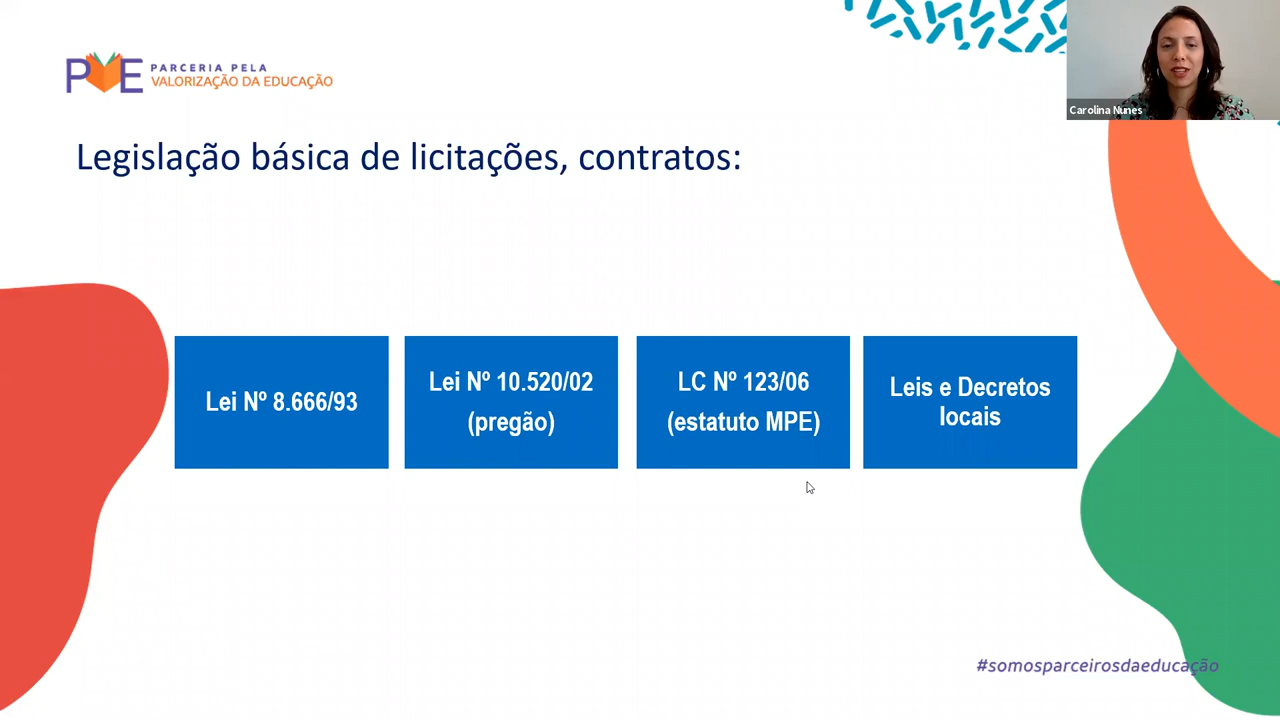 PVE PARCERIA PELA
VALORIZAÇÃO DA EDUCAÇÃO
Carolina Nunes
Legislação básica de licitações, contratos:
Lei Nº 8.666/93
Lei Nº 10.520/02
(pregão)
LC Nº 123/06
(estatuto MPE)
Leis e Decretos
locais
#somosparceirosdaeducação